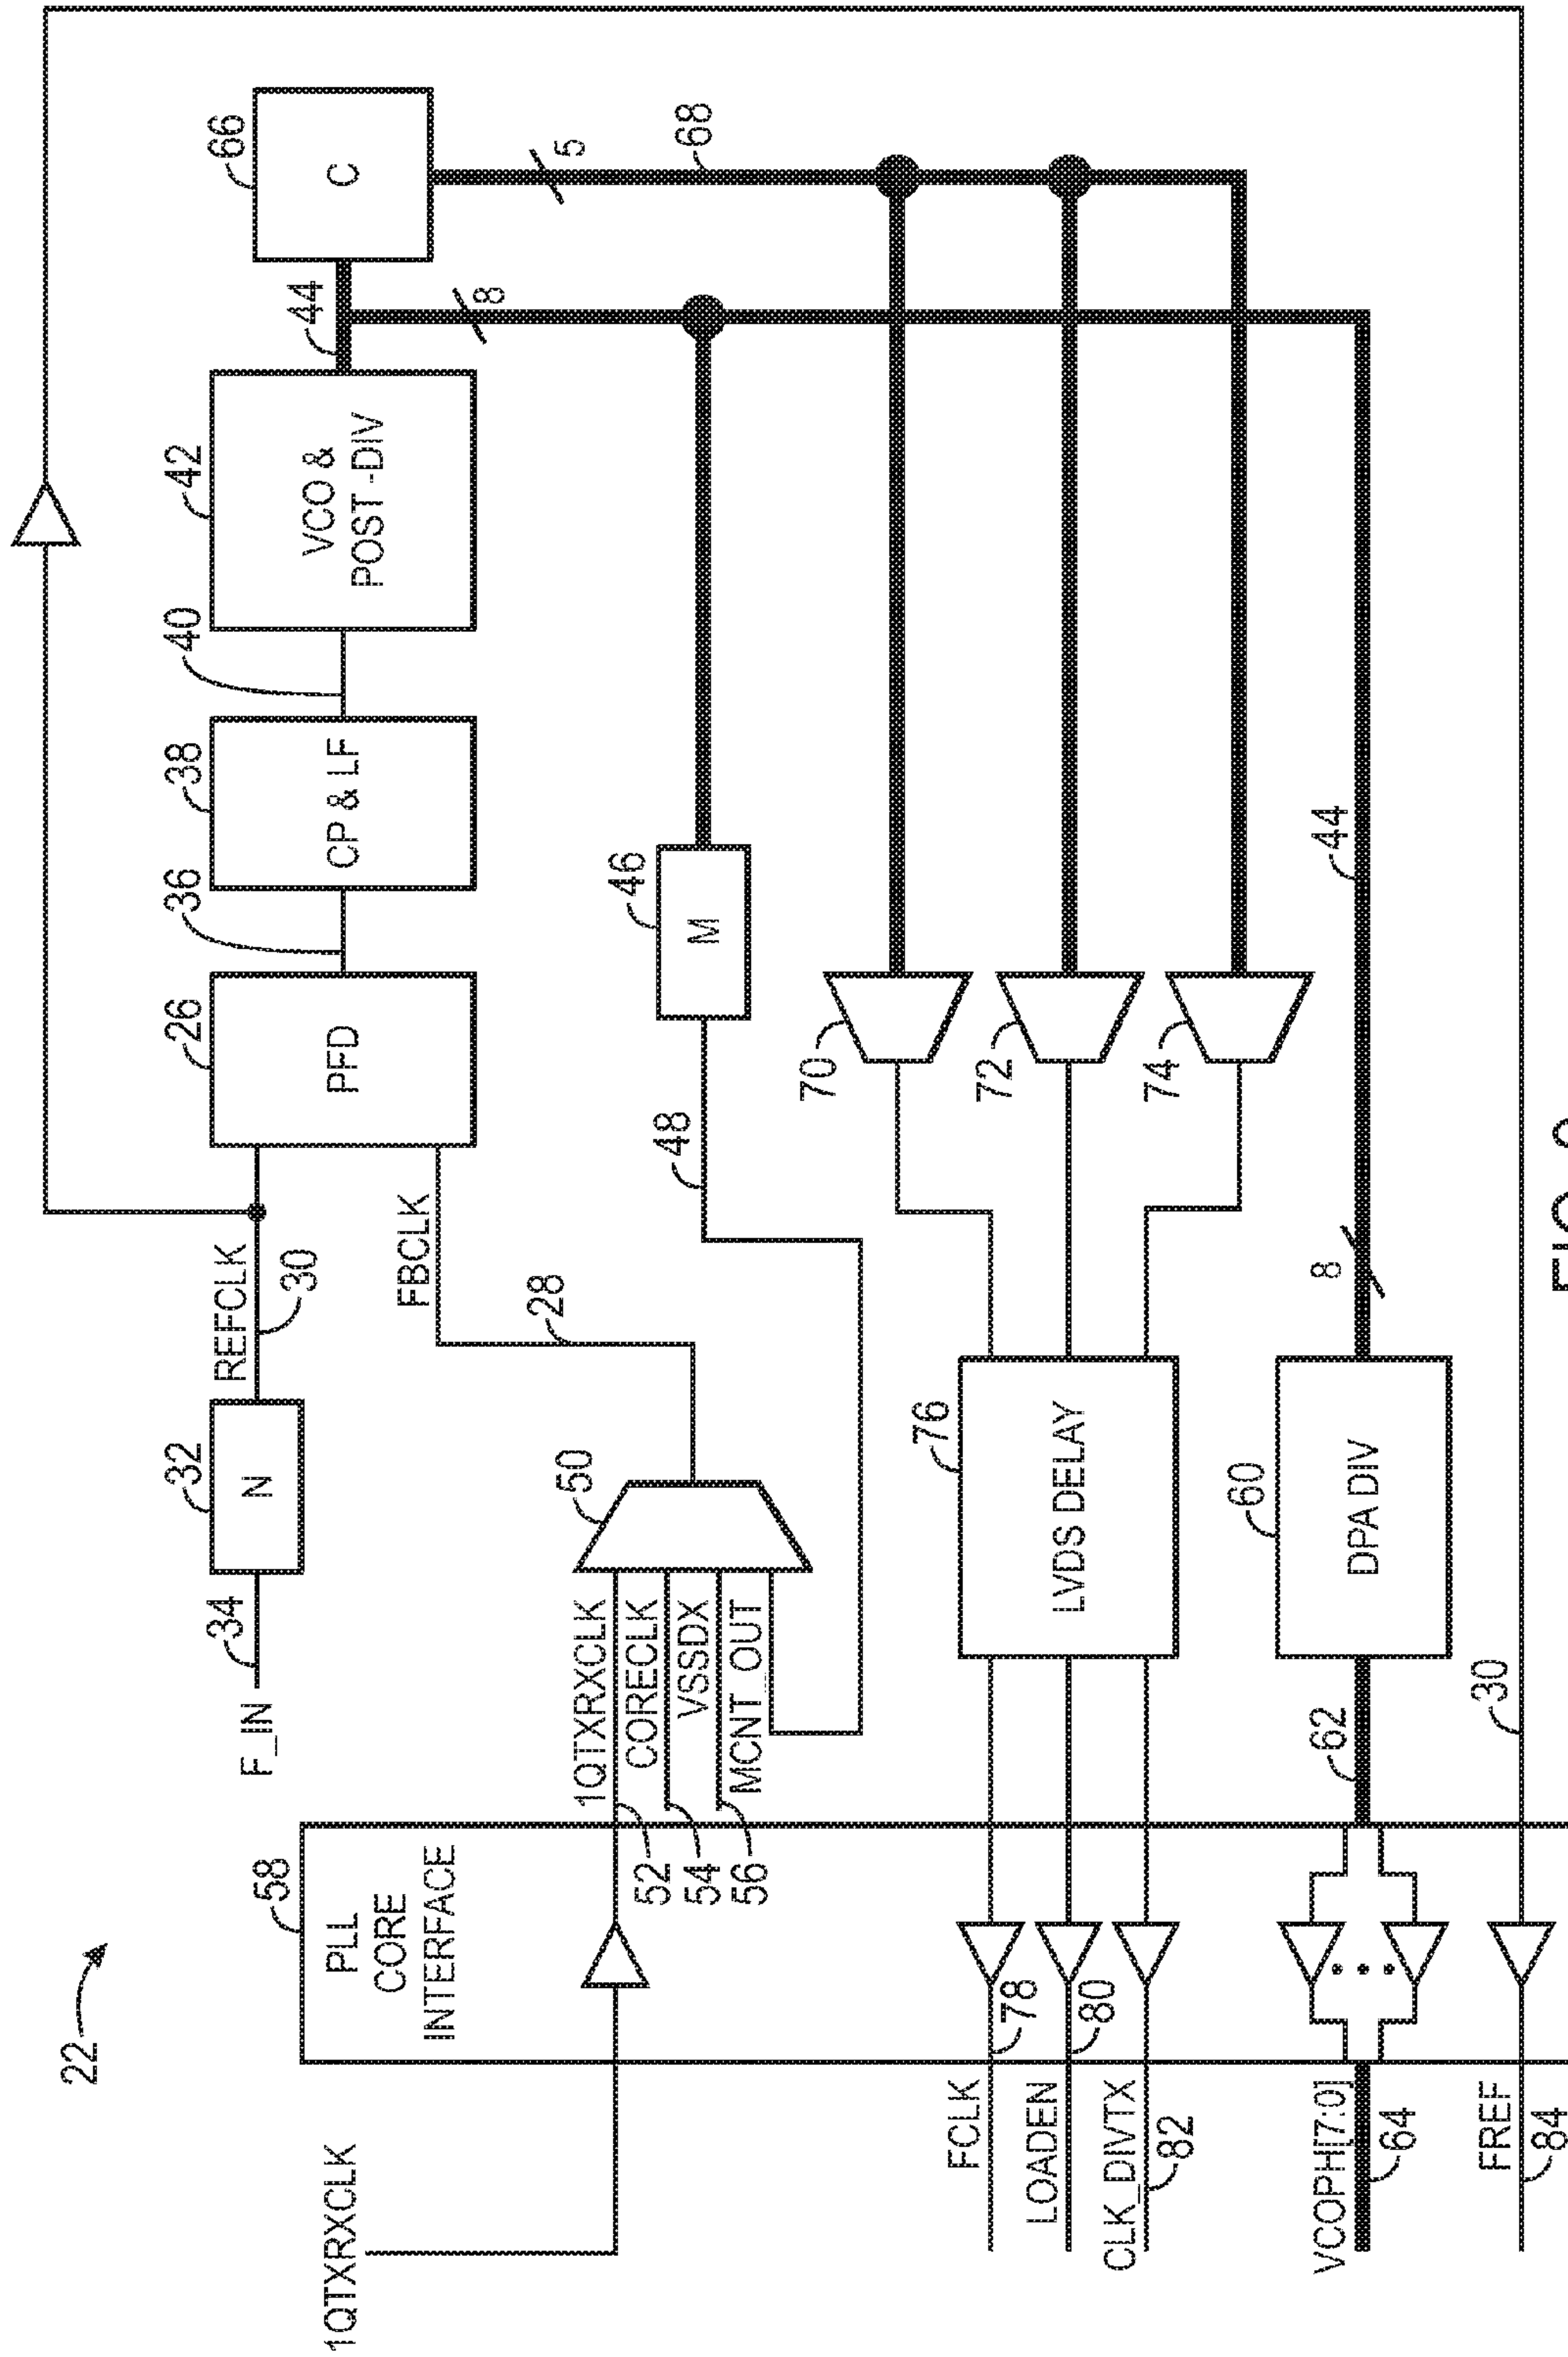 22
1QTXRXCLK
58
PLL
CORE
INTERFACE
F_IN
34
32
N
REFCLK
30
26
PFD
36
38
CP & LF
40
42
VCO &
POST -DIV
44
66
C
5
68
8
FBCLK
28
50
1QTXRXCLK
CORECLK
VSSDX
MCNT_OUT
52
54
56
48
46
M
70
72
74
76
LVDS DELAY
FCLK
78
LOADEN
80
CLK_DIVTX
82
60
DPA DIV
8
44
62
VCOPH[7:0]
64
30
FREF
84